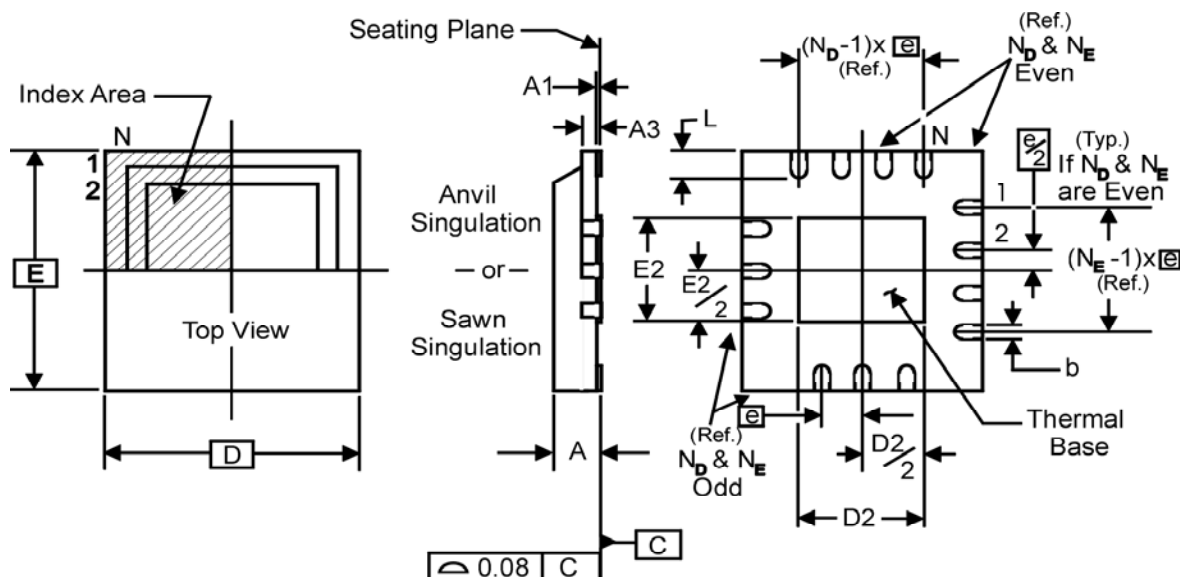 Seating Plane
Index Area
N
1
2
E
Top View
D
A1
A3
Anvil
Singulation
– or –
Sawn
Singulation
A
0.08 C
C
L
(N_D-1)x e
(Ref.)
(Ref.)
N_D & N_E
Even
N
e/2
(Typ.)
If N_D & N_E
are Even
1
2
(N_E-1)x e
(Ref.)
E2
E2/2
b
Thermal
Base
e
(Ref.)
N_D & N_E
Odd
D2/2
D2